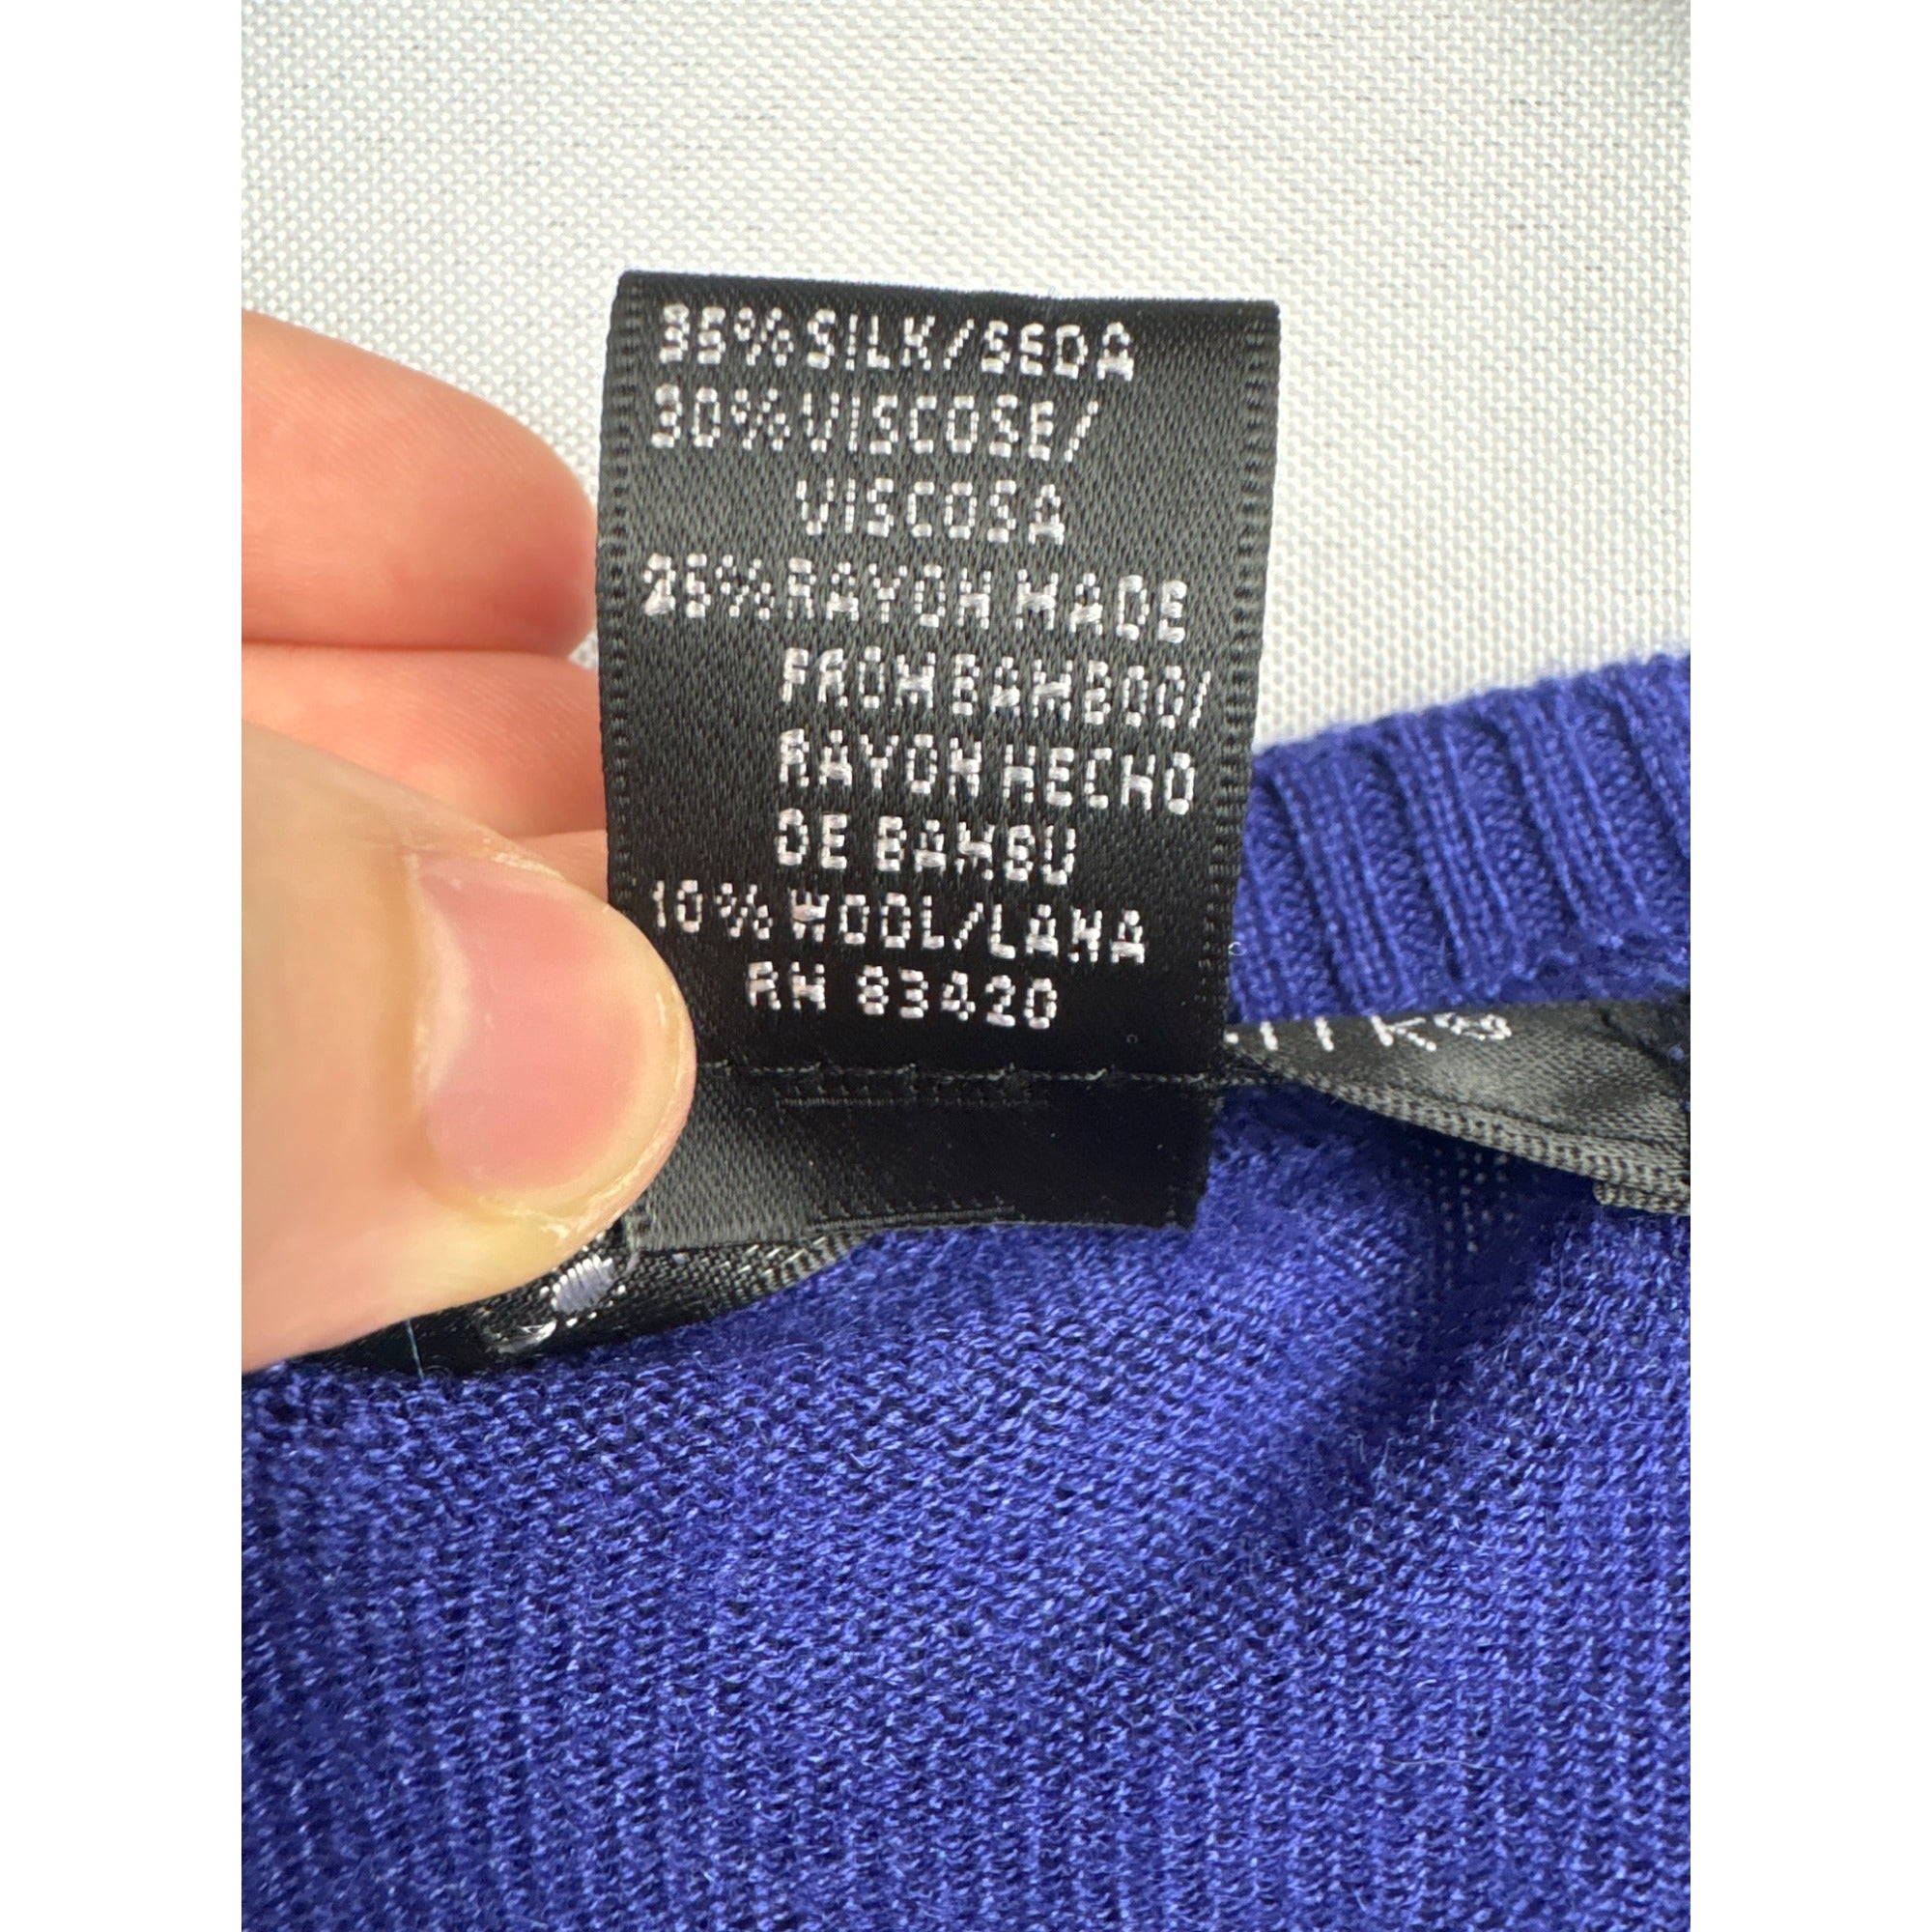 35% SILK/SEDA
30% VISCOSE/
VISCOSA
25% RAYON MADE
FROM BAMBOO/
RAYON HECHO
DE BAMBU
10% WOOL/LANA
RN 83420